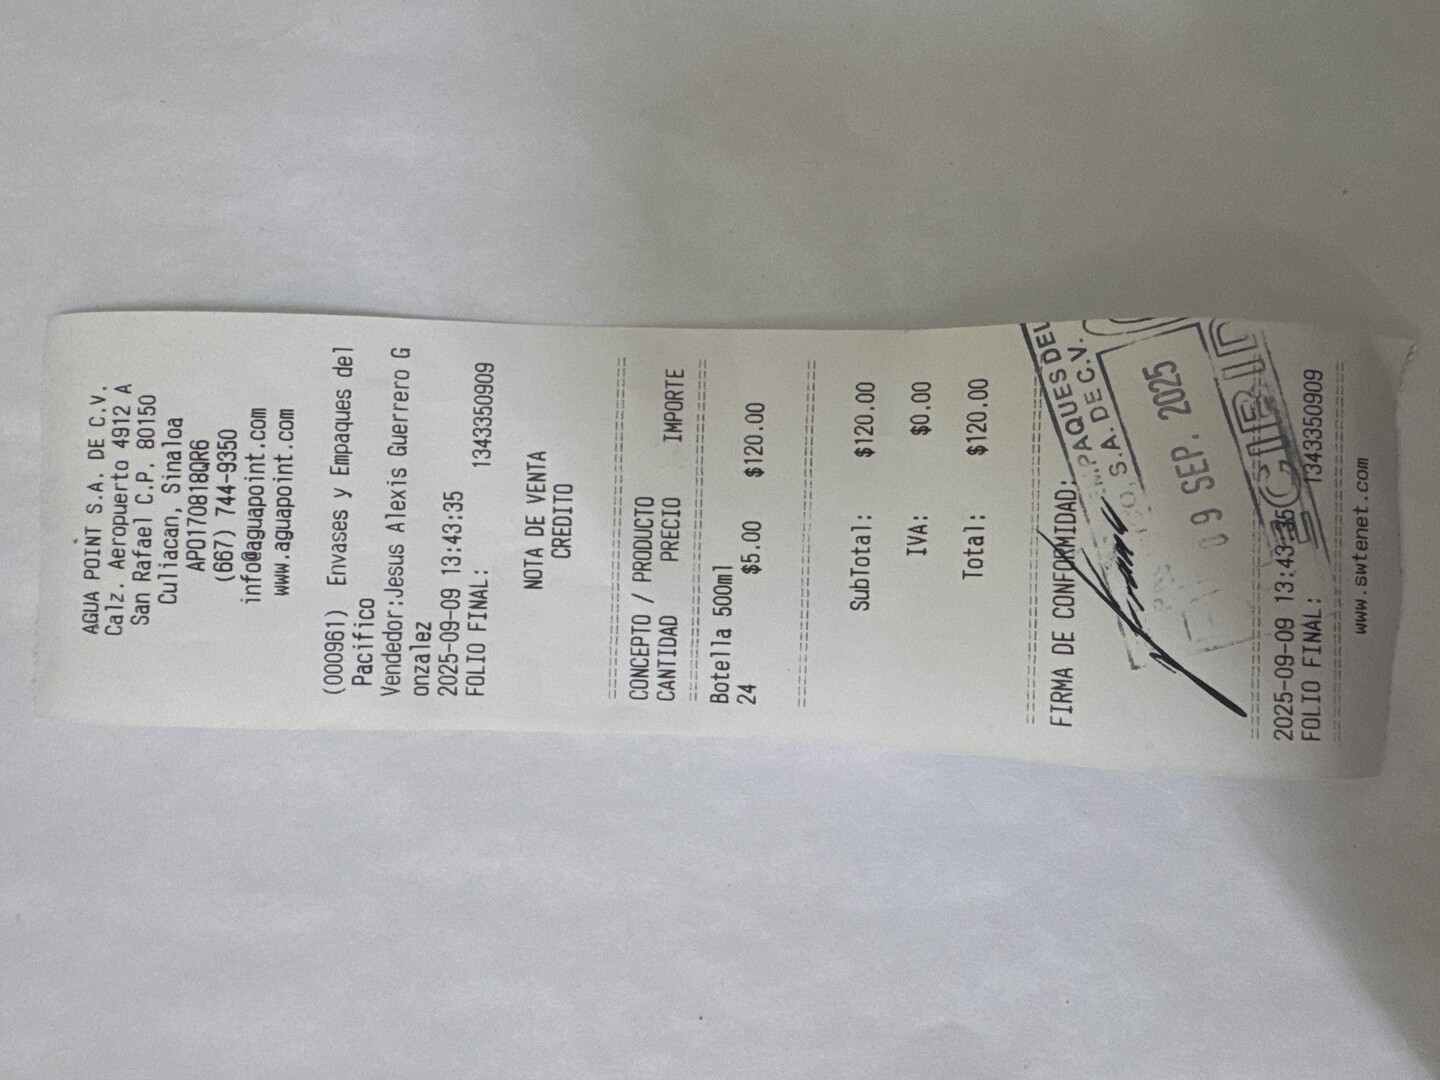 AGUA POINT S.A. DE C.V.
Calz. Aeropuerto 4912 A
San Rafael C.P. 80150
Culiacan, Sinaloa
APO170818QR6
(667) 744-9350
info@aguapoint.com
www.aguapoint.com
(000961) Envases y Empaques del
Pacifico
Vendedor:Jesus Alexis Guerrero G
onzalez
2025-09-09 13:43:35
FOLIO FINAL: 1343350909
NOTA DE VENTA
CREDITO
CONCEPTO / PRODUCTO
CANTIDAD PRECIO IMPORTE
Botella 500ml
24 $5.00 $120.00
SubTotal: $120.00
IVA: $0.00
Total: $120.00
FIRMA DE CONFORMIDAD:
S.A. DE C.V.
09 SEP. 2025
2025-09-09 13:43:35
FOLIO FINAL: 1343350909
www.swtenet.com